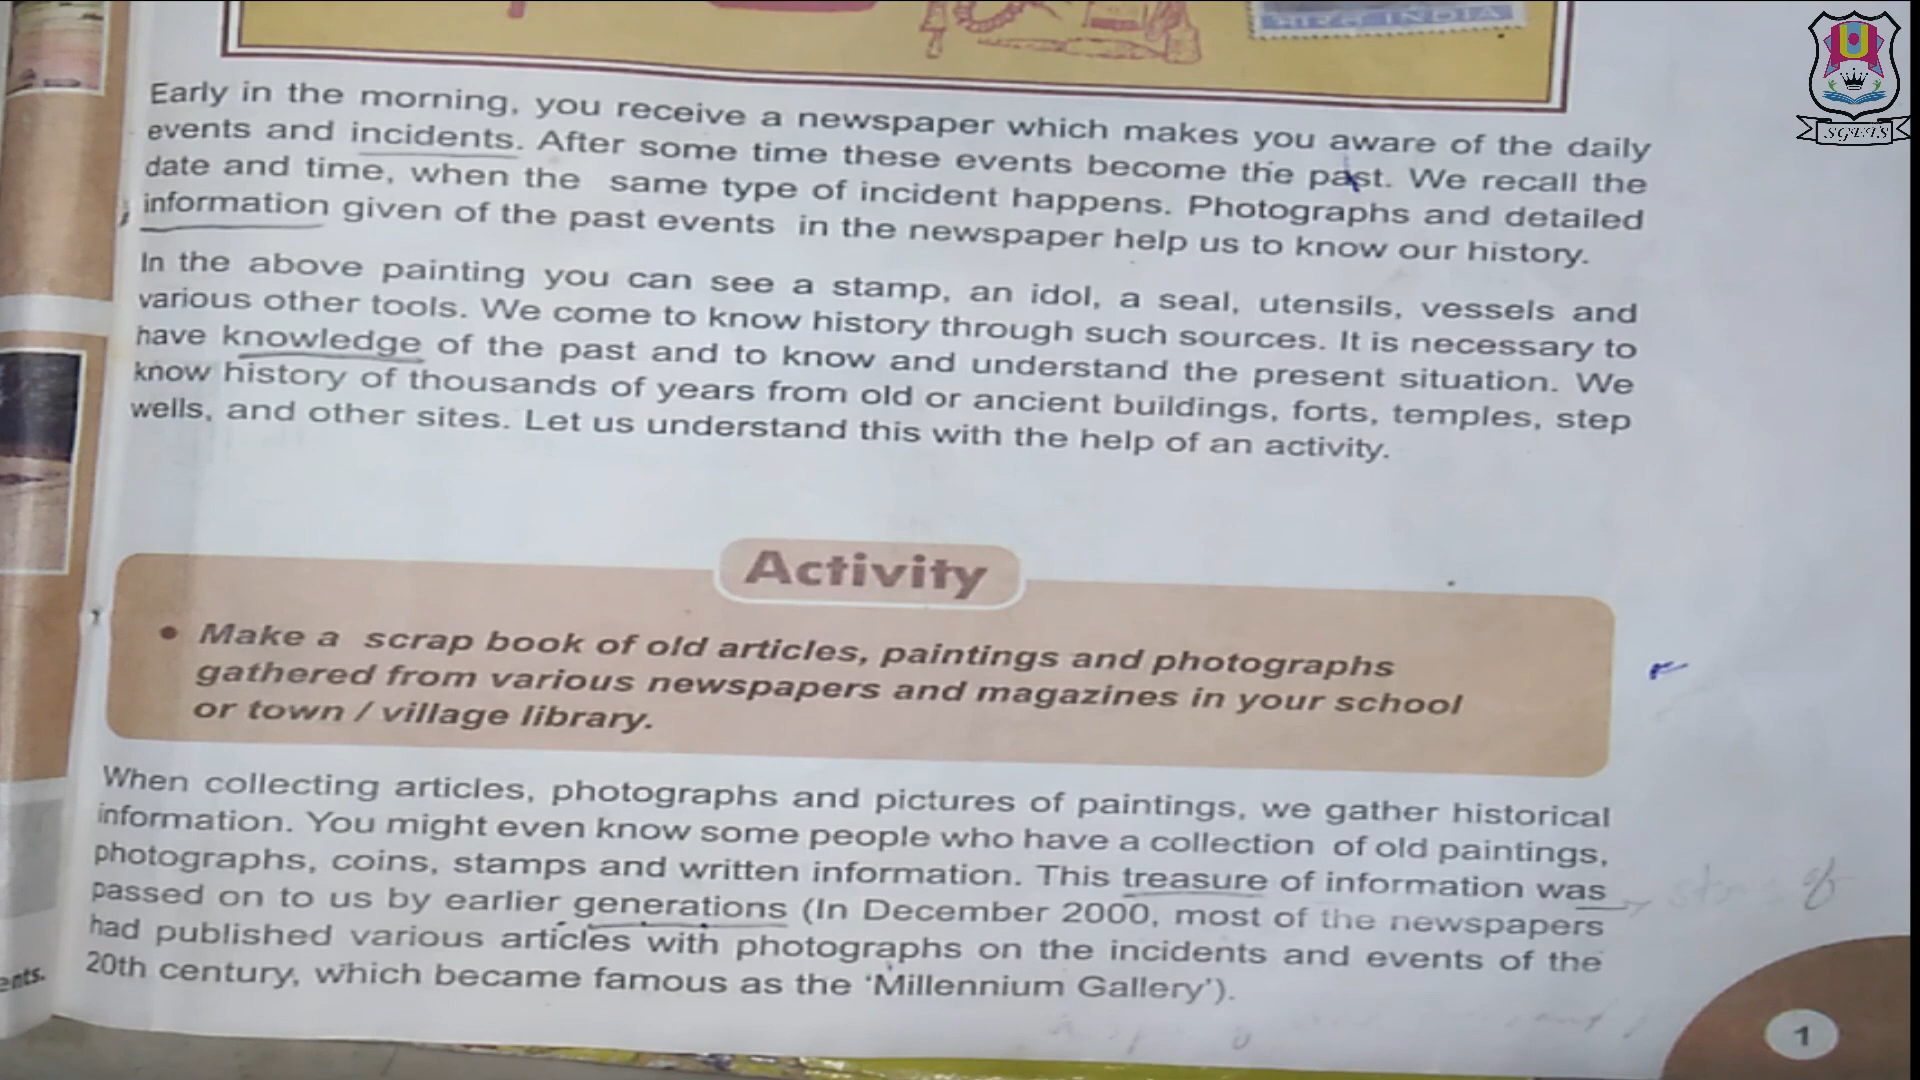 भारत INDIA
SGEMS
Early in the morning, you receive a newspaper which makes you aware of the daily
events and incidents. After some time these events become the past. We recall the
date and time, when the same type of incident happens. Photographs and detailed
information given of the past events in the newspaper help us to know our history.
In the above painting you can see a stamp, an idol, a seal, utensils, vessels and
various other tools. We come to know history through such sources. It is necessary to
have knowledge of the past and to know and understand the present situation. We
know history of thousands of years from old or ancient buildings, forts, temples, step
wells, and other sites. Let us understand this with the help of an activity.
Activity
• Make a scrap book of old articles, paintings and photographs
gathered from various newspapers and magazines in your school
or town / village library.
When collecting articles, photographs and pictures of paintings, we gather historical
information. You might even know some people who have a collection of old paintings,
photographs, coins, stamps and written information. This treasure of information was
passed on to us by earlier generations (In December 2000, most of the newspapers
had published various articles with photographs on the incidents and events of the
20th century, which became famous as the ‘Millennium Gallery’).
ents.
1